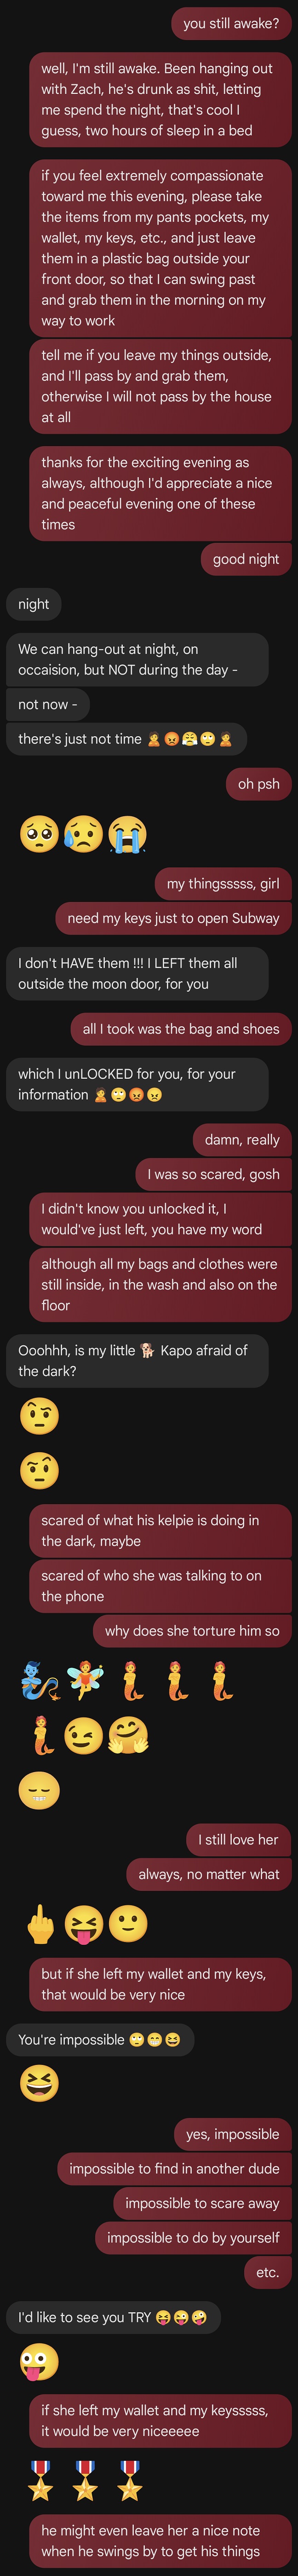 you still awake?
well, I'm still awake. Been hanging out
with Zach, he's drunk as shit, letting
me spend the night, that's cool I
guess, two hours of sleep in a bed
if you feel extremely compassionate
toward me this evening, please take
the items from my pants pockets, my
wallet, my keys, etc., and just leave
them in a plastic bag outside your
front door, so that I can swing past
and grab them in the morning on my
way to work
tell me if you leave my things outside,
and I'll pass by and grab them,
otherwise I will not pass by the house
at all
thanks for the exciting evening as
always, although I'd appreciate a nice
and peaceful evening one of these
times
good night
night
We can hang-out at night, on
occaision, but NOT during the day -
not now -
there's just not time 🙎😡😤🙄🙎
oh psh
🥺😥😭
my thingsssss, girl
need my keys just to open Subway
I don't HAVE them !!! I LEFT them all
outside the moon door, for you
all I took was the bag and shoes
which I unLOCKED for you, for your
information 🙎🙄😡😠
damn, really
I was so scared, gosh
I didn't know you unlocked it, I
would've just left, you have my word
although all my bags and clothes were
still inside, in the wash and also on the
floor
Ooohhh, is my little 🐕 Kapo afraid of
the dark?
🤨
🤨
scared of what his kelpie is doing in
the dark, maybe
scared of who she was talking to on
the phone
why does she torture him so
🧞‍♂️🧚‍♀️🧜‍♀️🧜‍♀️🧜‍♀️
🧜‍♀️😉🤗
😁
I still love her
always, no matter what
🖕😝🙂
but if she left my wallet and my keys,
that would be very nice
You're impossible 🙄😁😆
😆
yes, impossible
impossible to find in another dude
impossible to scare away
impossible to do by yourself
etc.
I'd like to see you TRY 😝😜🤪
🤪
if she left my wallet and my keysssss,
it would be very niceeeee
🎖🎖🎖
he might even leave her a nice note
when he swings by to get his things